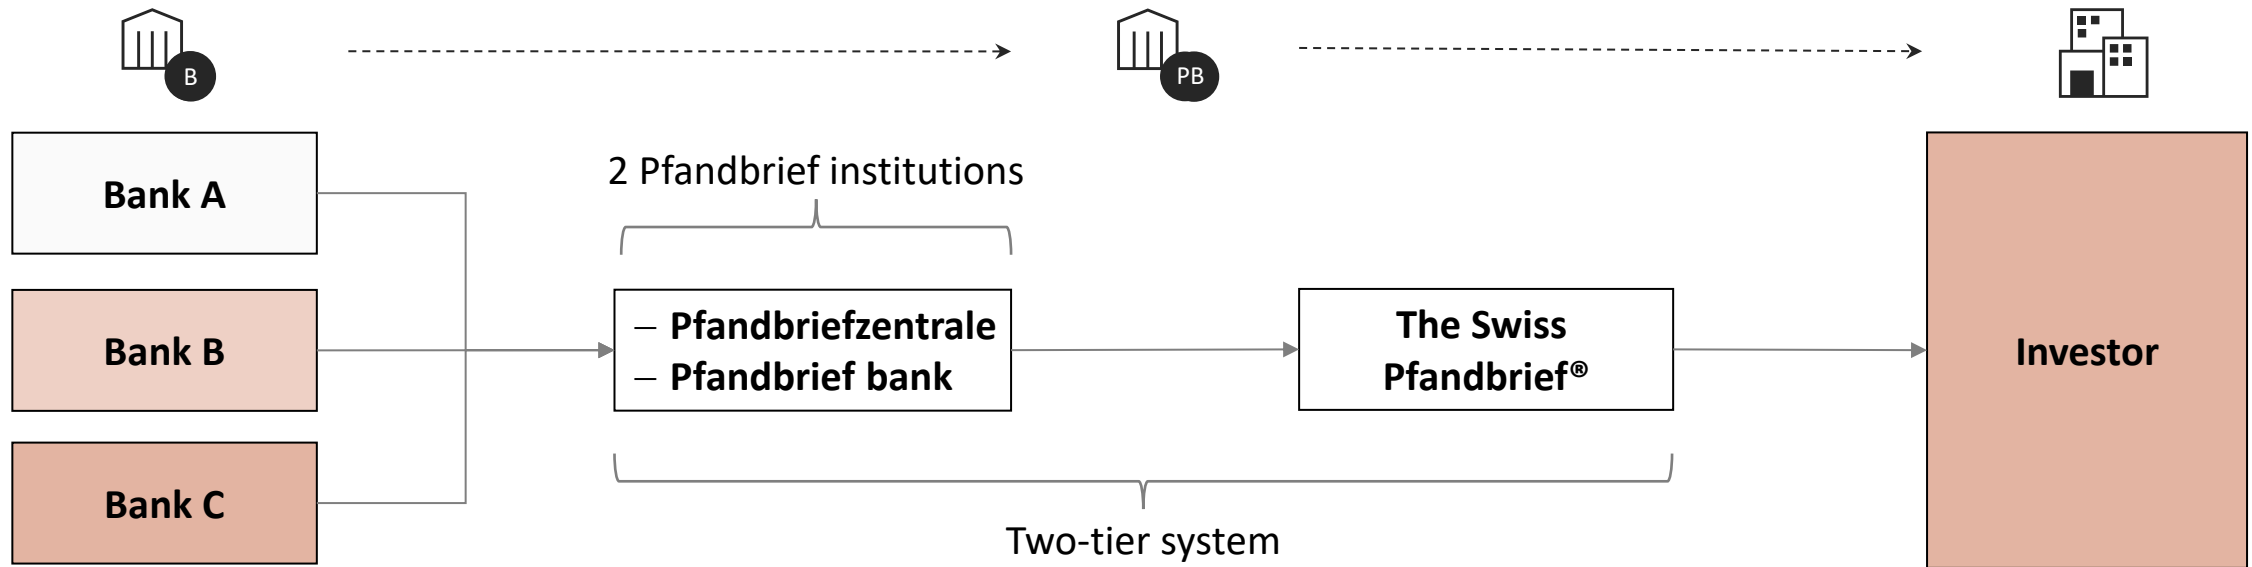 B
PB
Bank A
Bank B
Bank C
2 Pfandbrief institutions
– Pfandbriefzentrale
– Pfandbrief bank
The Swiss
Pfandbrief®
Two-tier system
Investor